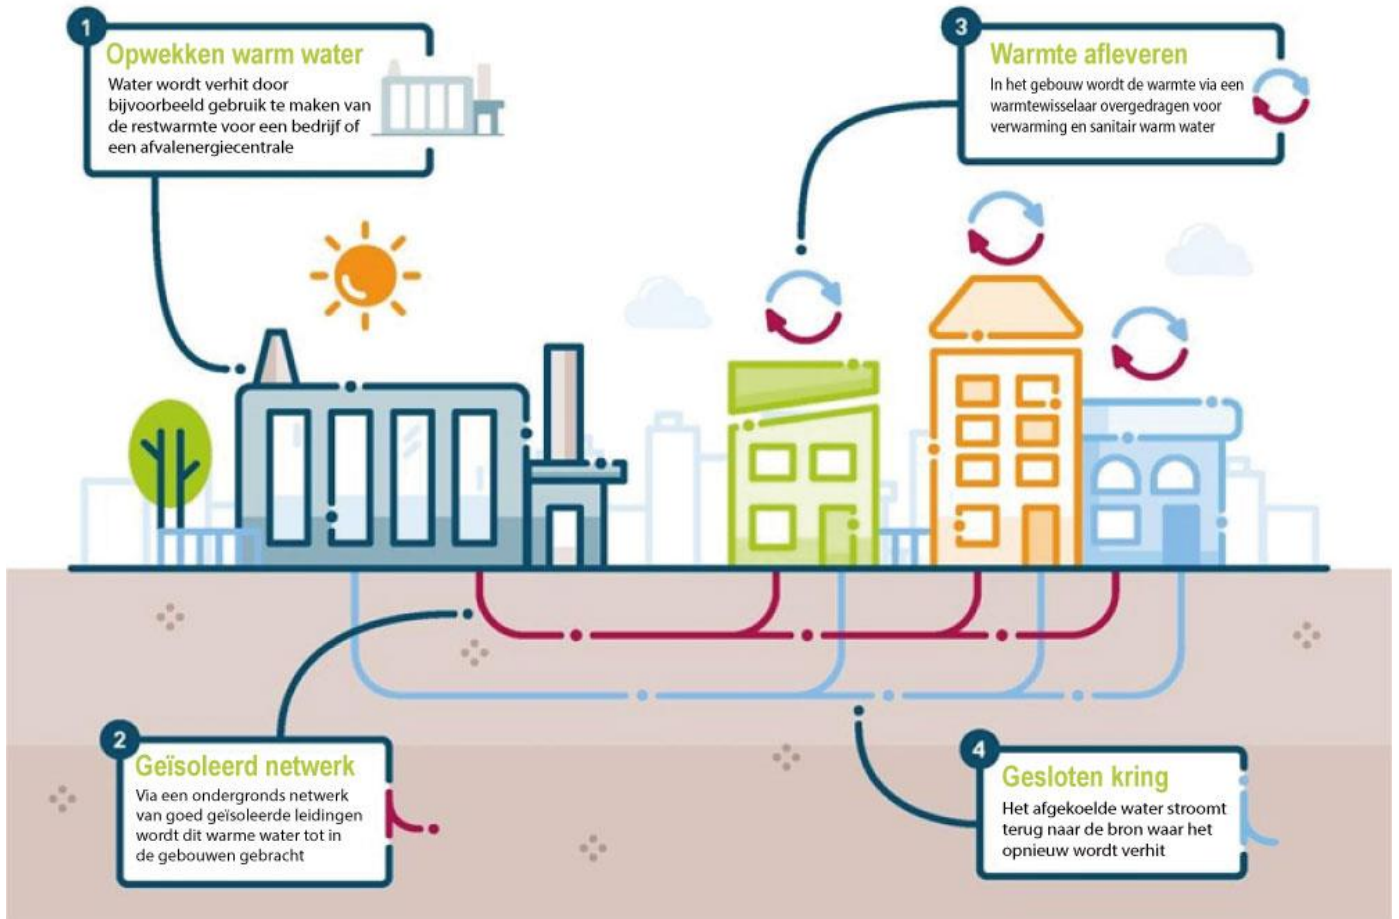 1
Opwekken warm water
Water wordt verhit door
bijvoorbeeld gebruik te maken van
de restwarmte voor een bedrijf of
een afvalenergiecentrale
3
Warmte afleveren
In het gebouw wordt de warmte via een
warmtewisselaar overgedragen voor
verwarming en sanitair warm water
2
Geïsoleerd netwerk
Via een ondergronds netwerk
van goed geïsoleerde leidingen
wordt dit warme water tot in
de gebouwen gebracht
4
Gesloten kring
Het afgekoelde water stroomt
terug naar de bron waar het
opnieuw wordt verhit